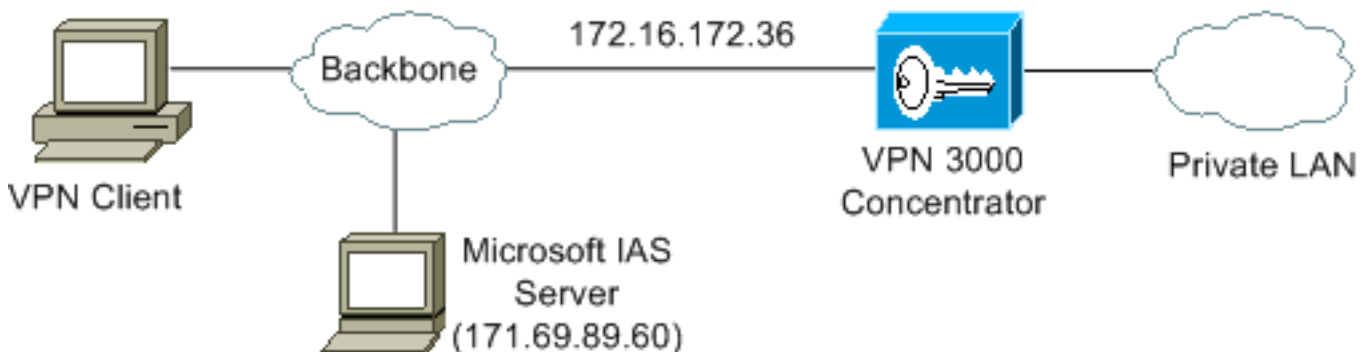 172.16.172.36
Backbone
VPN Client
VPN 3000
Concentrator
Private LAN
Microsoft IAS
Server
(171.69.89.60)